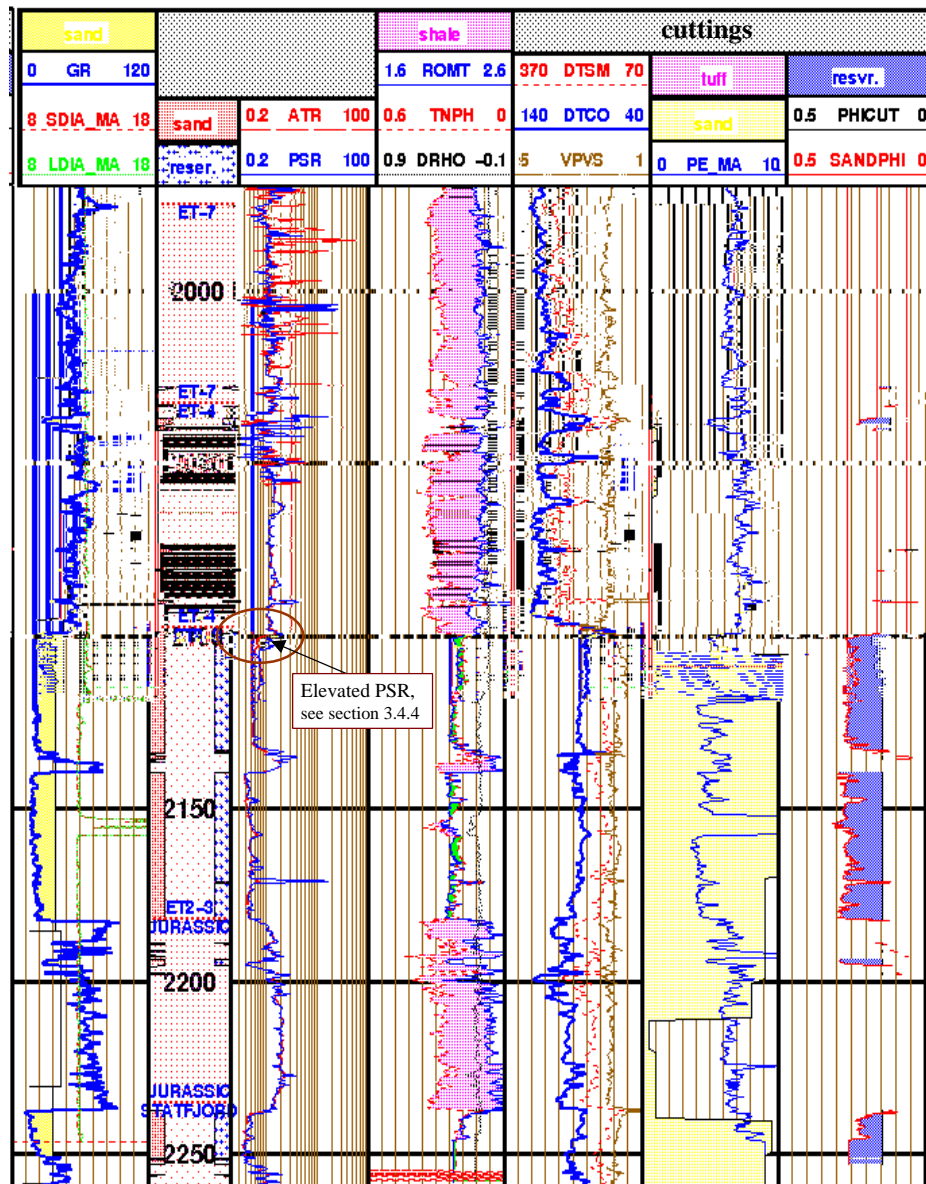 sand
shale
cuttings
0 GR 120
1.6 ROMT 2.6
370 DTSM 70
tuff
resvr.
8 SDIA_MA 18
sand
0.2 ATR 100
0.6 TNPH 0
140 DTCO 40
sand
0.5 PHICUT 0
8 LDIA_MA 18
reser.
0.2 PSR 100
0.9 DRHO -0.1
5 VPVS 1
0 PE_MA 10
0.5 SANDPHI 0
ET-7
2000
ET-7
ET-4
ET-4
Elevated PSR,
see section 3.4.4
2150
ET2-3
JURASSIC
2200
JURASSIC
STATFJORD
2250